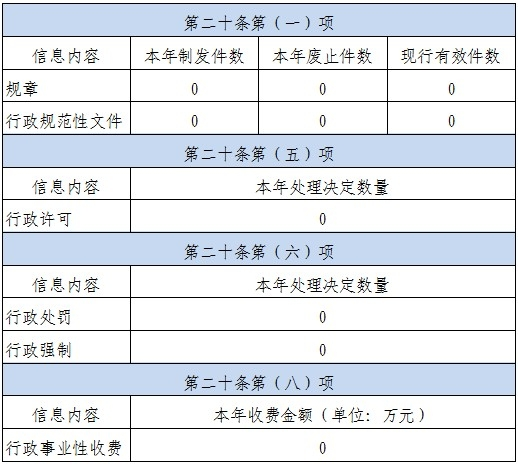 第二十条第（一）项
信息内容 本年制发件数 本年废止件数 现行有效件数
规章 0 0 0
行政规范性文件 0 0 0
第二十条第（五）项
信息内容 本年处理决定数量
行政许可 0
第二十条第（六）项
信息内容 本年处理决定数量
行政处罚 0
行政强制 0
第二十条第（八）项
信息内容 本年收费金额（单位：万元）
行政事业性收费 0